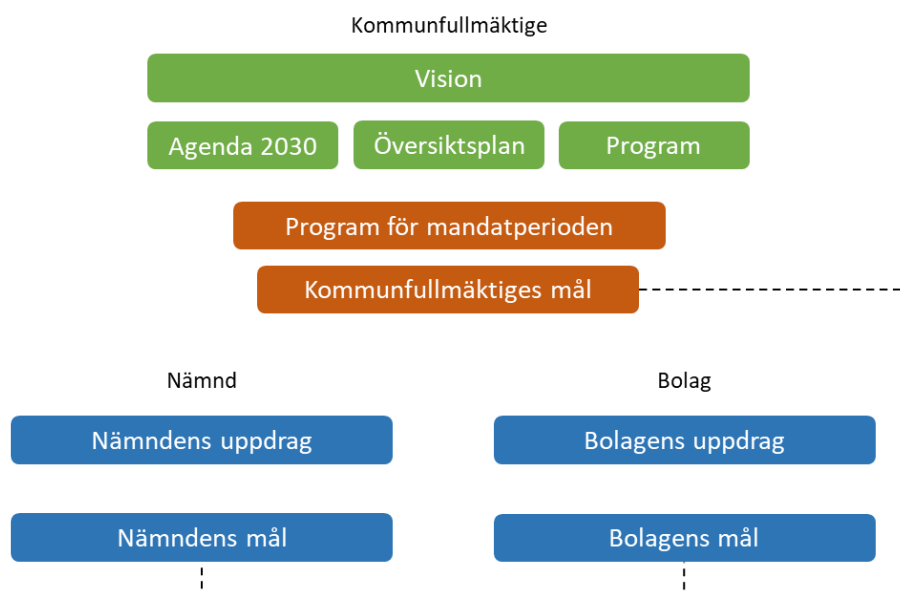 Kommunfullmäktige
Vision
Agenda 2030
Översiktsplan
Program
Program för mandatperioden
Kommunfullmäktiges mål
Nämnd
Bolag
Nämndens uppdrag
Bolagens uppdrag
Nämndens mål
Bolagens mål